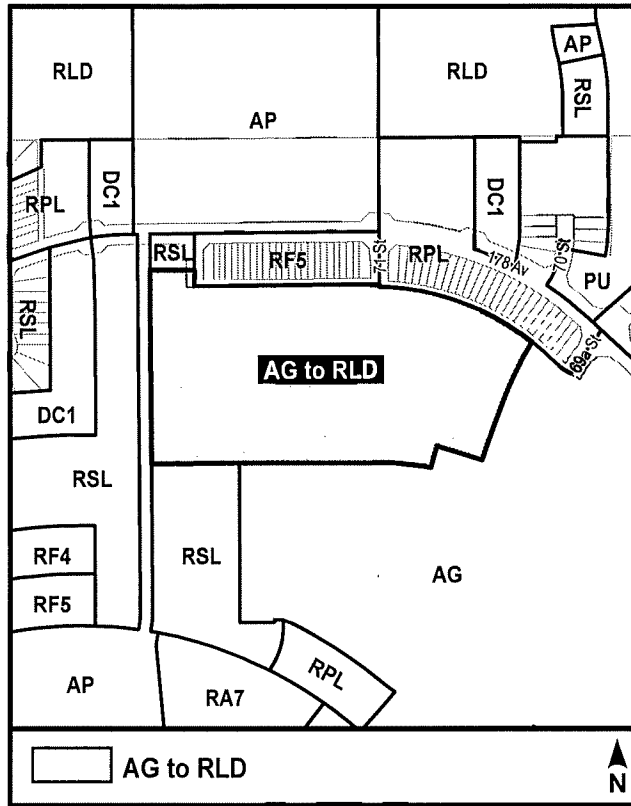 RLD
AP
RLD
AP
RSL
RPL
DC1
DC1
RSL
RF5
71 St
RPL
178 Av
70 St
PU
RSL
AG to RLD
69a St
DC1
RSL
RF4
RSL
AG
RF5
AP
RA7
RPL
AG to RLD
N